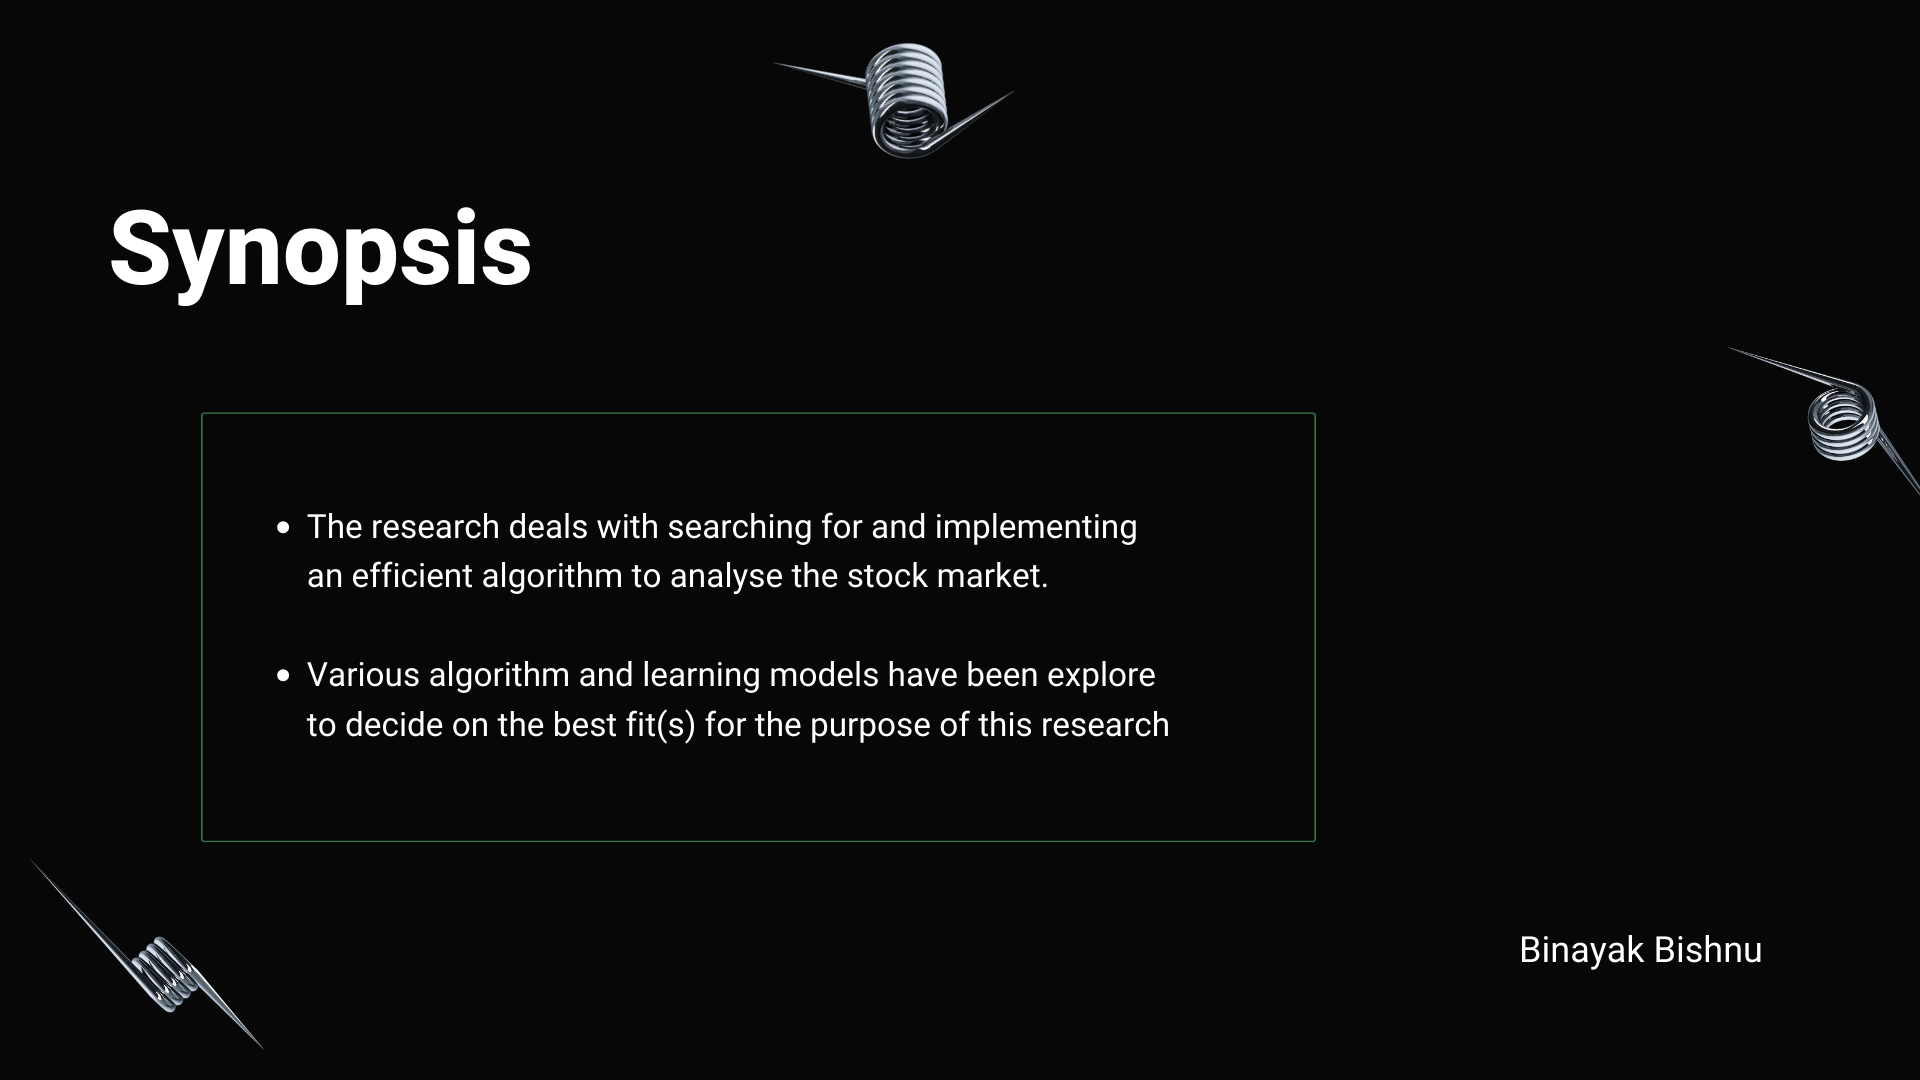 Synopsis
• The research deals with searching for and implementing
an efficient algorithm to analyse the stock market.
• Various algorithm and learning models have been explore
to decide on the best fit(s) for the purpose of this research
Binayak Bishnu